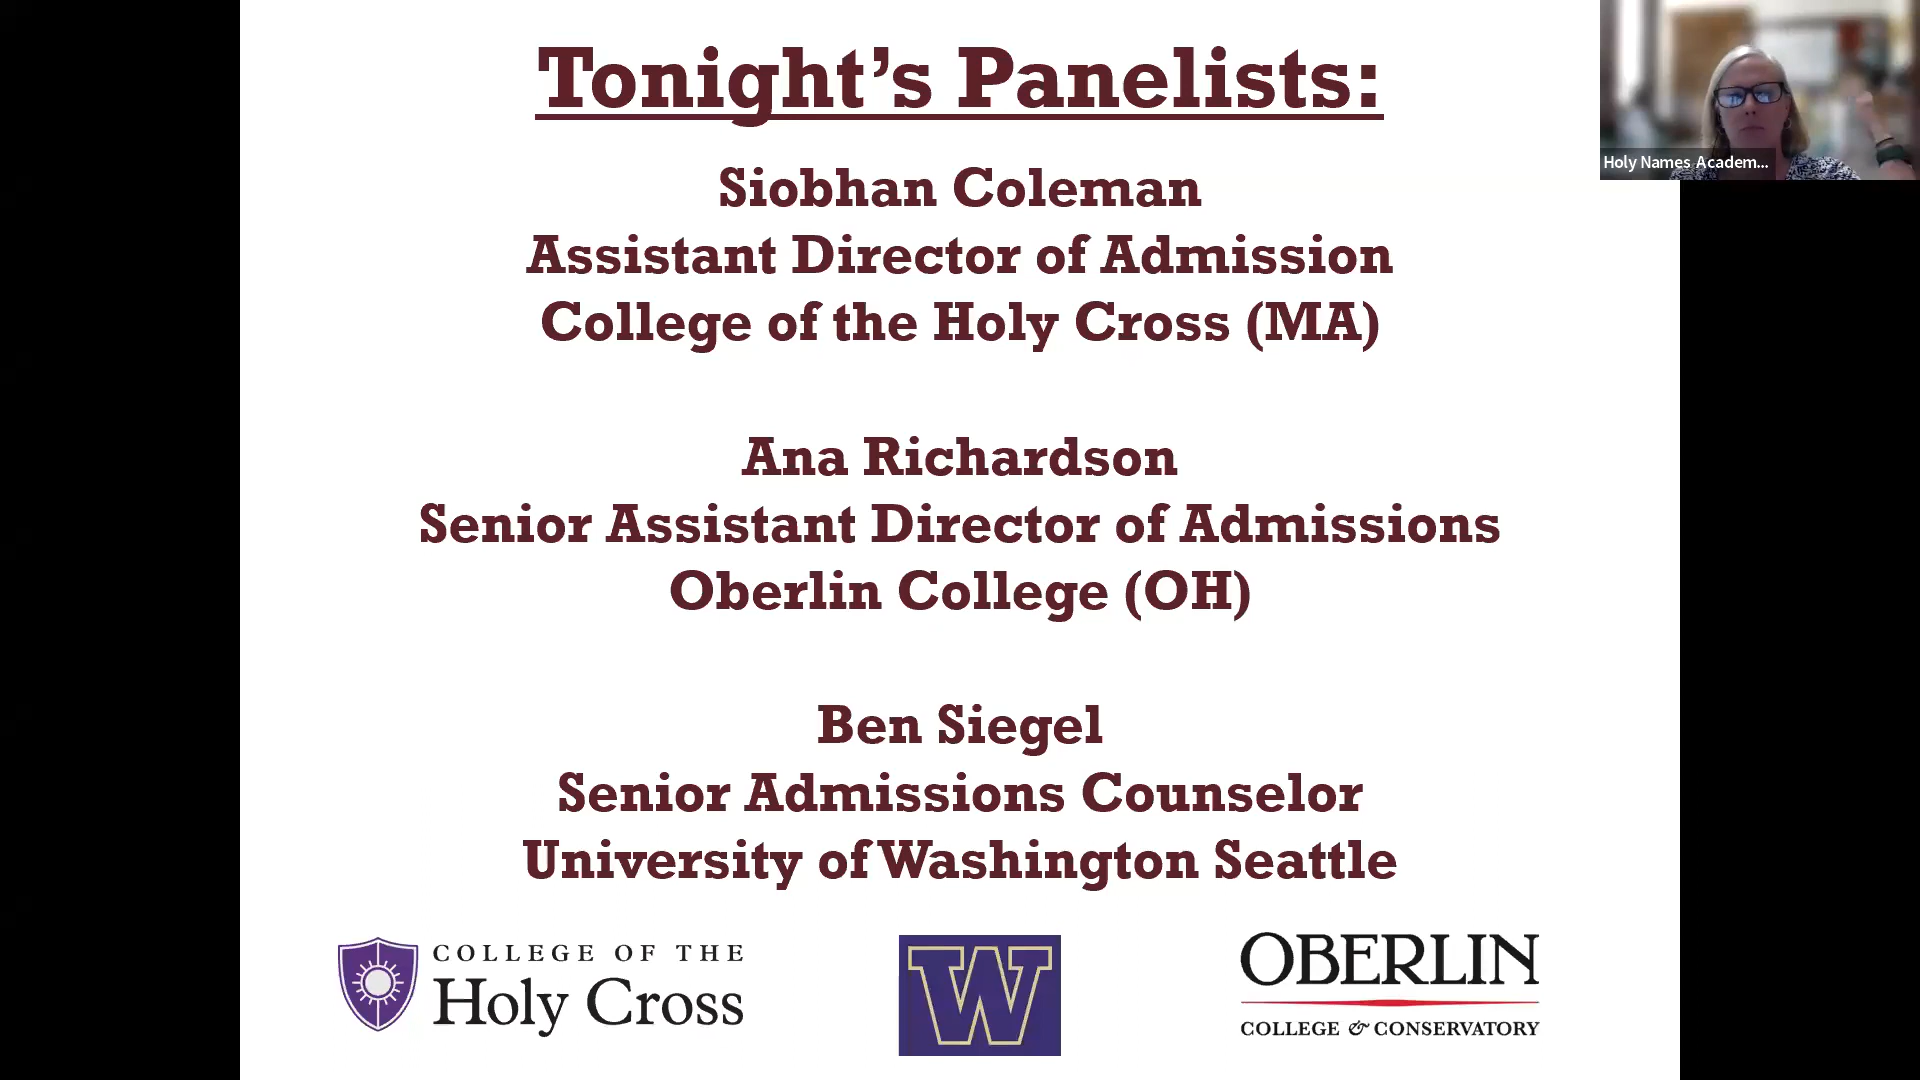 Tonight’s Panelists:
Siobhan Coleman
Assistant Director of Admission
College of the Holy Cross (MA)
Ana Richardson
Senior Assistant Director of Admissions
Oberlin College (OH)
Ben Siegel
Senior Admissions Counselor
University of Washington Seattle
COLLEGE OF THE
Holy Cross
W
OBERLIN
COLLEGE & CONSERVATORY
Holy Names Academ...